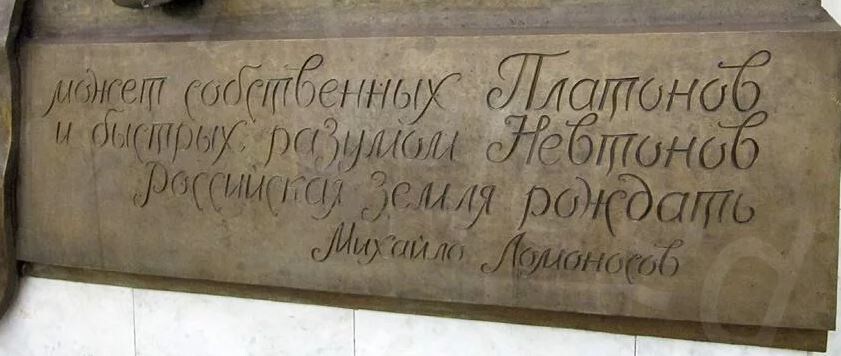 может собственных Платонов
и быстрых разумом Невтонов
Российская земля рождать
Михайло Ломоносов